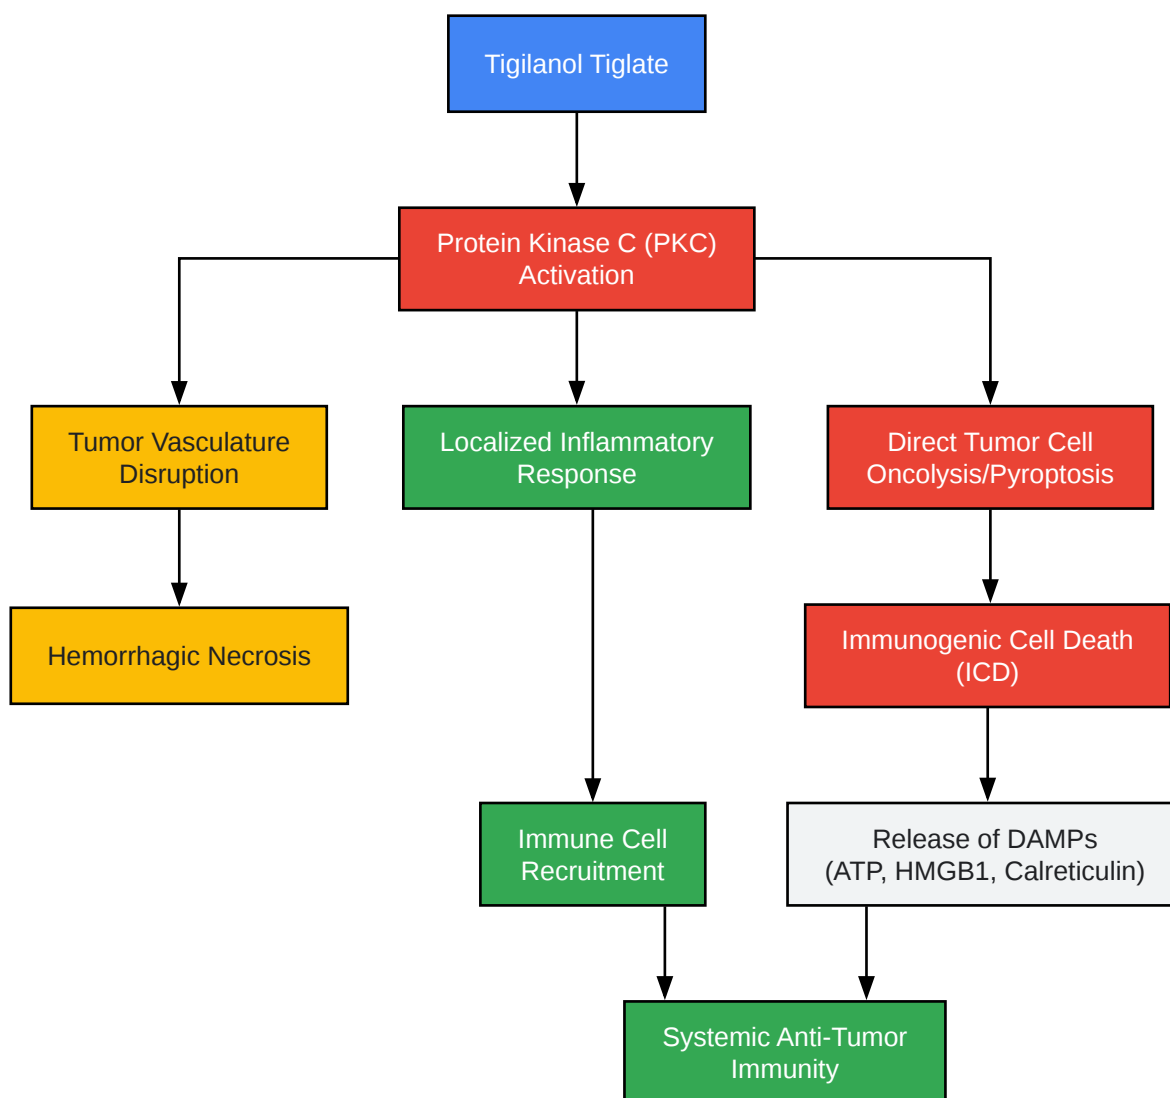 Tigilanol Tiglate
Protein Kinase C (PKC)
Activation
Tumor Vasculature
Disruption
Localized Inflammatory
Response
Direct Tumor Cell
Oncolysis/Pyroptosis
Hemorrhagic Necrosis
Immunogenic Cell Death
(ICD)
Immune Cell
Recruitment
Release of DAMPs
(ATP, HMGB1, Calreticulin)
Systemic Anti-Tumor
Immunity